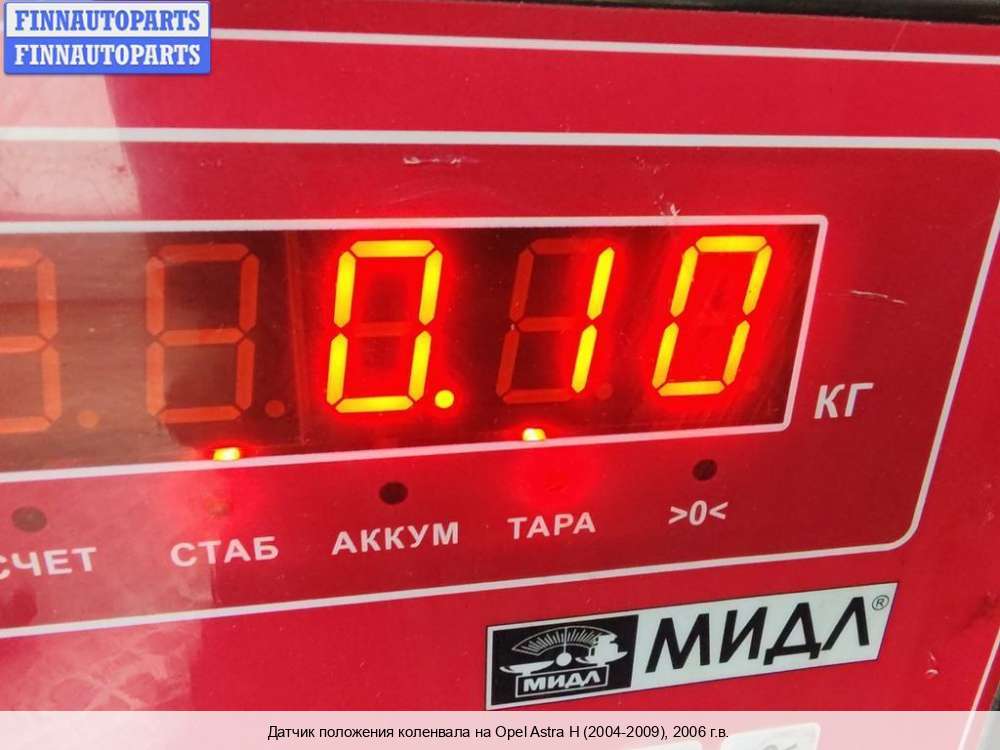 FINNAUTOPARTS
FINNAUTOPARTS
0.10
КГ
СЧЕТ
СТАБ
АККУМ
ТАРА
>0<
МИДЛ
МИДЛ®
Датчик положения коленвала на Opel Astra H (2004-2009), 2006 г.в.